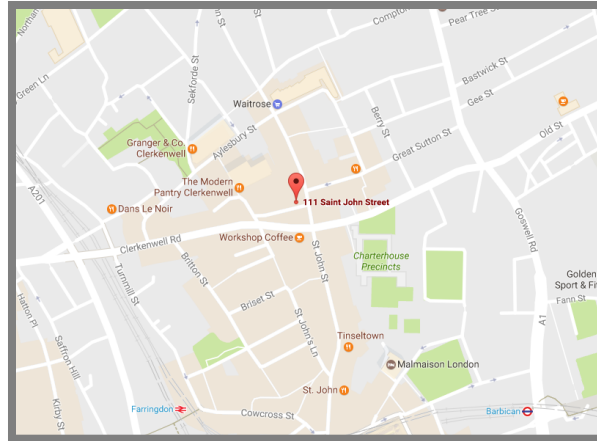 Northan
Compton
Pear Tree St
Green Ln
Sekforde St
Bastwick St
Waitrose
Gee St
Berry St
Aylesbury St
Old St
Granger & Co.
Clerkenwell
Great Sutton St
The Modern
Pantry Clerkenwell
A201
111 Saint John Street
Dans Le Noir
Goswell Rd
Workshop Coffee
Clerkenwell Rd
St John St
Charterhouse
Precincts
Britton St
Turnmill St
Golden
Sport & Fit
Briset St
Fann St
Hatton Pl
St John's Ln
A1
Saffron Hill
Tinseltown
Malmaison London
St. John
Kirby St
Farringdon
Cowcross St
Barbican